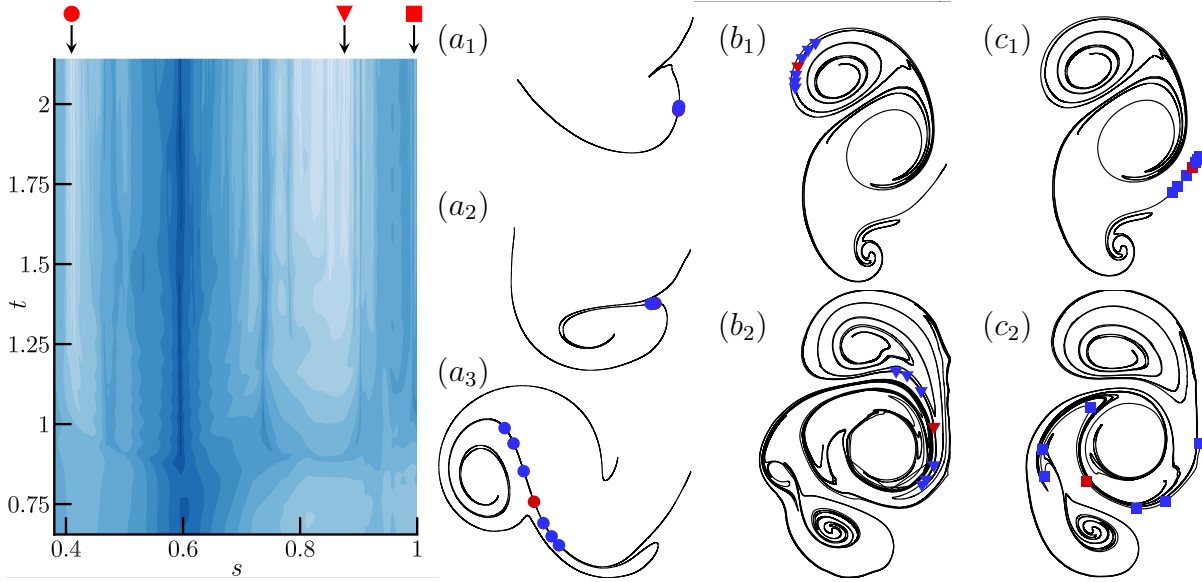 (a1)
(b1)
(c1)
2
1.75
(a2)
1.5
t
(b2)
(c2)
1.25
(a3)
1
0.75
0.4
0.6
0.8
1
s